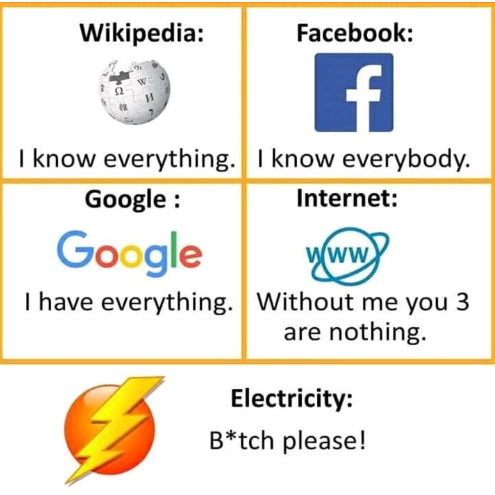 Wikipedia:
Ω W И 7
I know everything.
Facebook:
f
I know everybody.
Google :
Google
I have everything.
Internet:
www
Without me you 3
are nothing.
Electricity:
B*tch please!